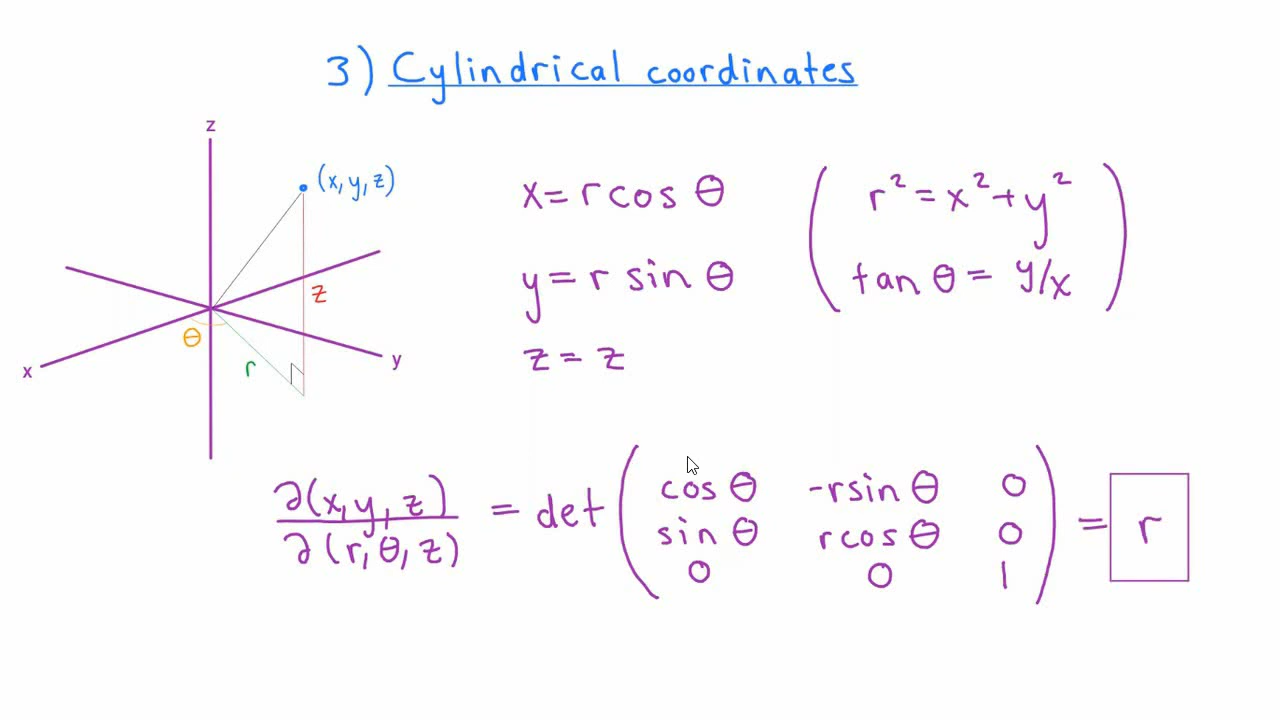 3) Cylindrical coordinates
z
(x, y, z)
x = r cos θ
r² = x² + y²
y = r sin θ
tan θ = y/x
z
θ
r
x
y
z = z
∂(x, y, z) / ∂(r, θ, z) = det ( cos θ -r sin θ 0
sin θ r cos θ 0
0 0 1 ) = r